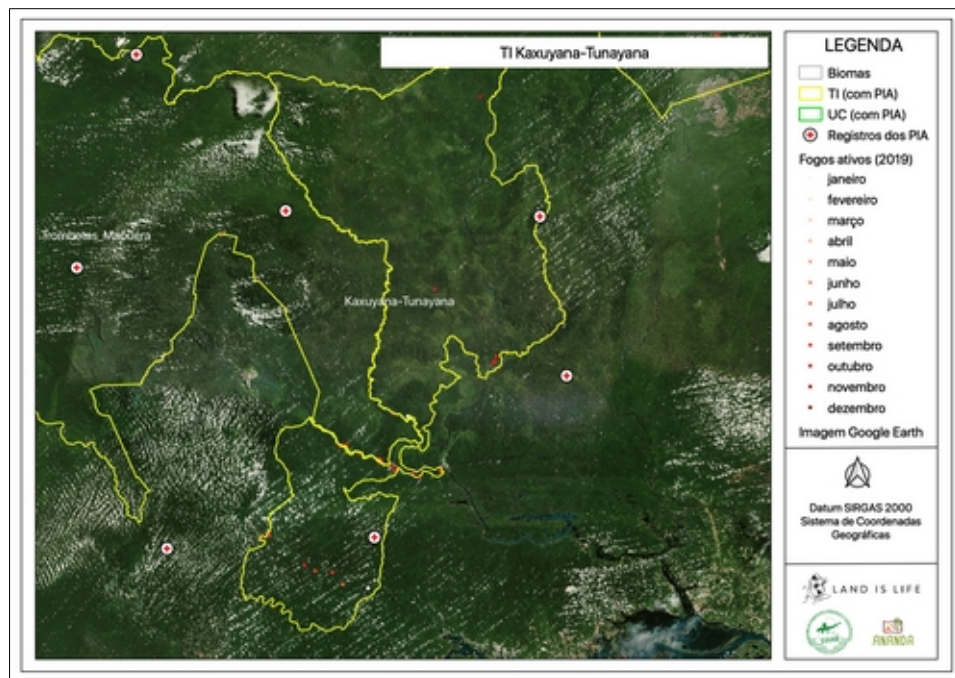 TI Kaxuyana-Tunayana
Trombetas_Mapuera
Kaxuyana-Tunayana
LEGENDA
Biomas
TI (com PIA)
UC (com PIA)
Registros dos PIA
Fogos ativos (2019)
janeiro
fevereiro
março
abril
maio
junho
julho
agosto
setembro
outubro
novembro
dezembro
Imagem Google Earth
Datum SIRGAS 2000
Sistema de Coordenadas
Geográficas
LAND IS LIFE
ANANDA